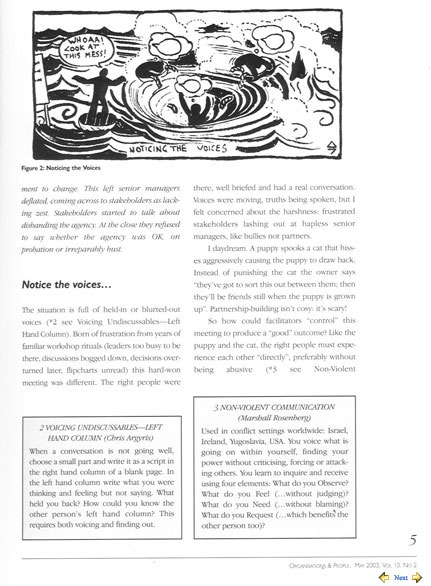 WHOAA!
LOOK AT
THIS MESS!
NOTICING THE VOICES
Figure 2: Noticing the Voices
ment to change. This left senior managers
deflated, coming across to stakeholders as lack-
ing zest. Stakeholders started to talk about
disbanding the agency. At the close they refused
to say whether the agency was OK, on
probation or irreparably bust.
Notice the voices...
The situation is full of held-in or blurted-out
voices (*2 see Voicing Undiscussables—Left
Hand Column). Born of frustration from years of
familiar workshop rituals (leaders too busy to be
there, discussions bogged down, decisions over-
turned later, flipcharts unread) this hard-won
meeting was different. The right people were
there, well briefed and had a real conversation.
Voices were moving, truths being spoken, but I
felt concerned about the harshness: frustrated
stakeholders lashing out at hapless senior
managers, like bullies not partners.
I daydream. A puppy spooks a cat that hiss-
es aggressively causing the puppy to draw back.
Instead of punishing the cat the owner says
"they've got to sort this out between them; then
they'll be friends still when the puppy is grown
up". Partnership-building isn't cosy: it's scary!
So how could facilitators "control" this
meeting to produce a "good" outcome? Like the
puppy and the cat, the right people must expe-
rience each other "directly", preferably without
being abusive (*3 see Non-Violent
2 VOICING UNDISCUSSABLES—LEFT
HAND COLUMN (Chris Argyris)
When a conversation is not going well,
choose a small part and write it as a script in
the right hand column of a blank page. In
the left hand column write what you were
thinking and feeling but not saying. What
held you back? How could you know the
other person's left hand column? This
requires both voicing and finding out.
3 NON-VIOLENT COMMUNICATION
(Marshall Rosenberg)
Used in conflict settings worldwide: Israel,
Ireland, Yugoslavia, USA. You voice what is
going on within yourself, finding your
power without criticising, forcing or attack-
ing others. You learn to inquire and receive
using four elements: What do you Observe?
What do you Feel (...without judging)?
What do you Need (...without blaming)?
What do you Request (...which benefits the
other person too)?
5
ORGANISATIONS & PEOPLE, MAY 2003, VOL 10. NO 2
Next